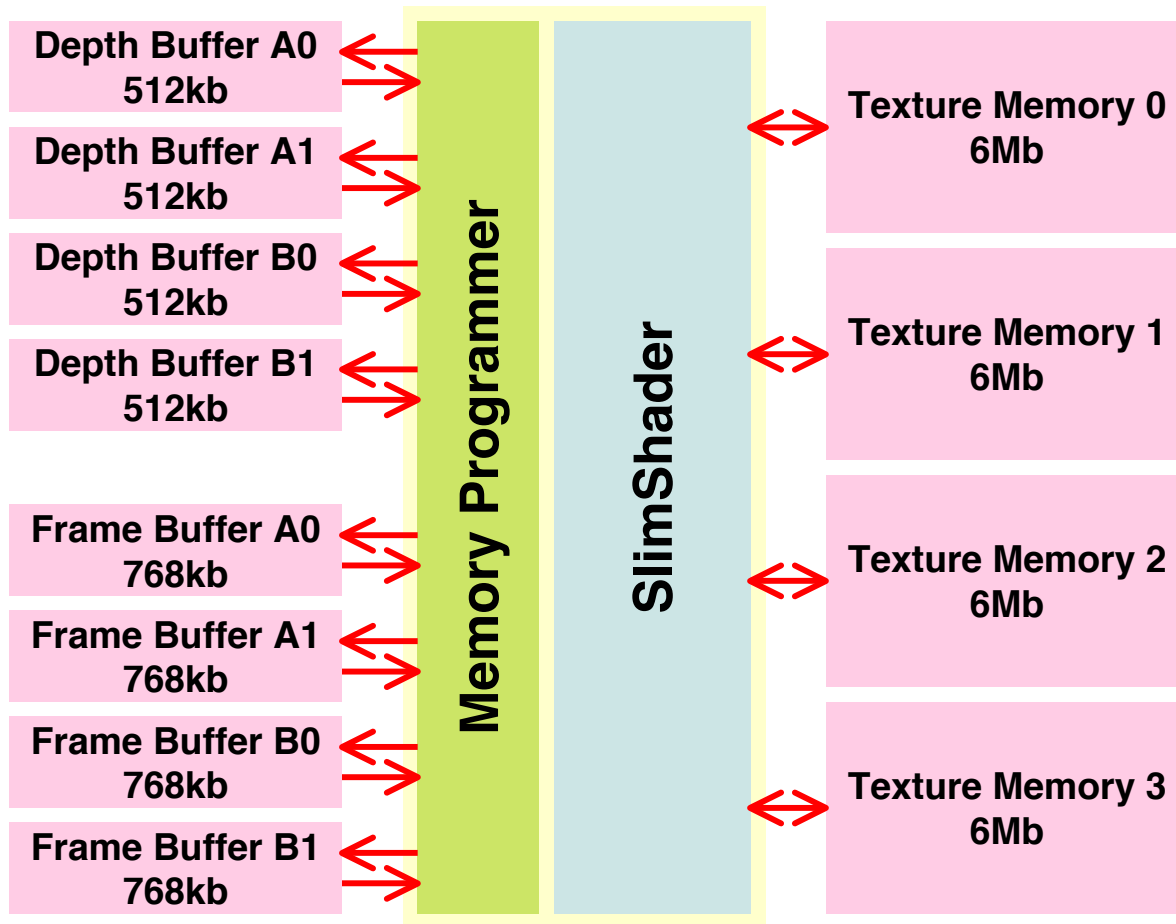 Depth Buffer A0
512kb
Depth Buffer A1
512kb
Depth Buffer B0
512kb
Depth Buffer B1
512kb
Frame Buffer A0
768kb
Frame Buffer A1
768kb
Frame Buffer B0
768kb
Frame Buffer B1
768kb
Memory Programmer
SlimShader
Texture Memory 0
6Mb
Texture Memory 1
6Mb
Texture Memory 2
6Mb
Texture Memory 3
6Mb